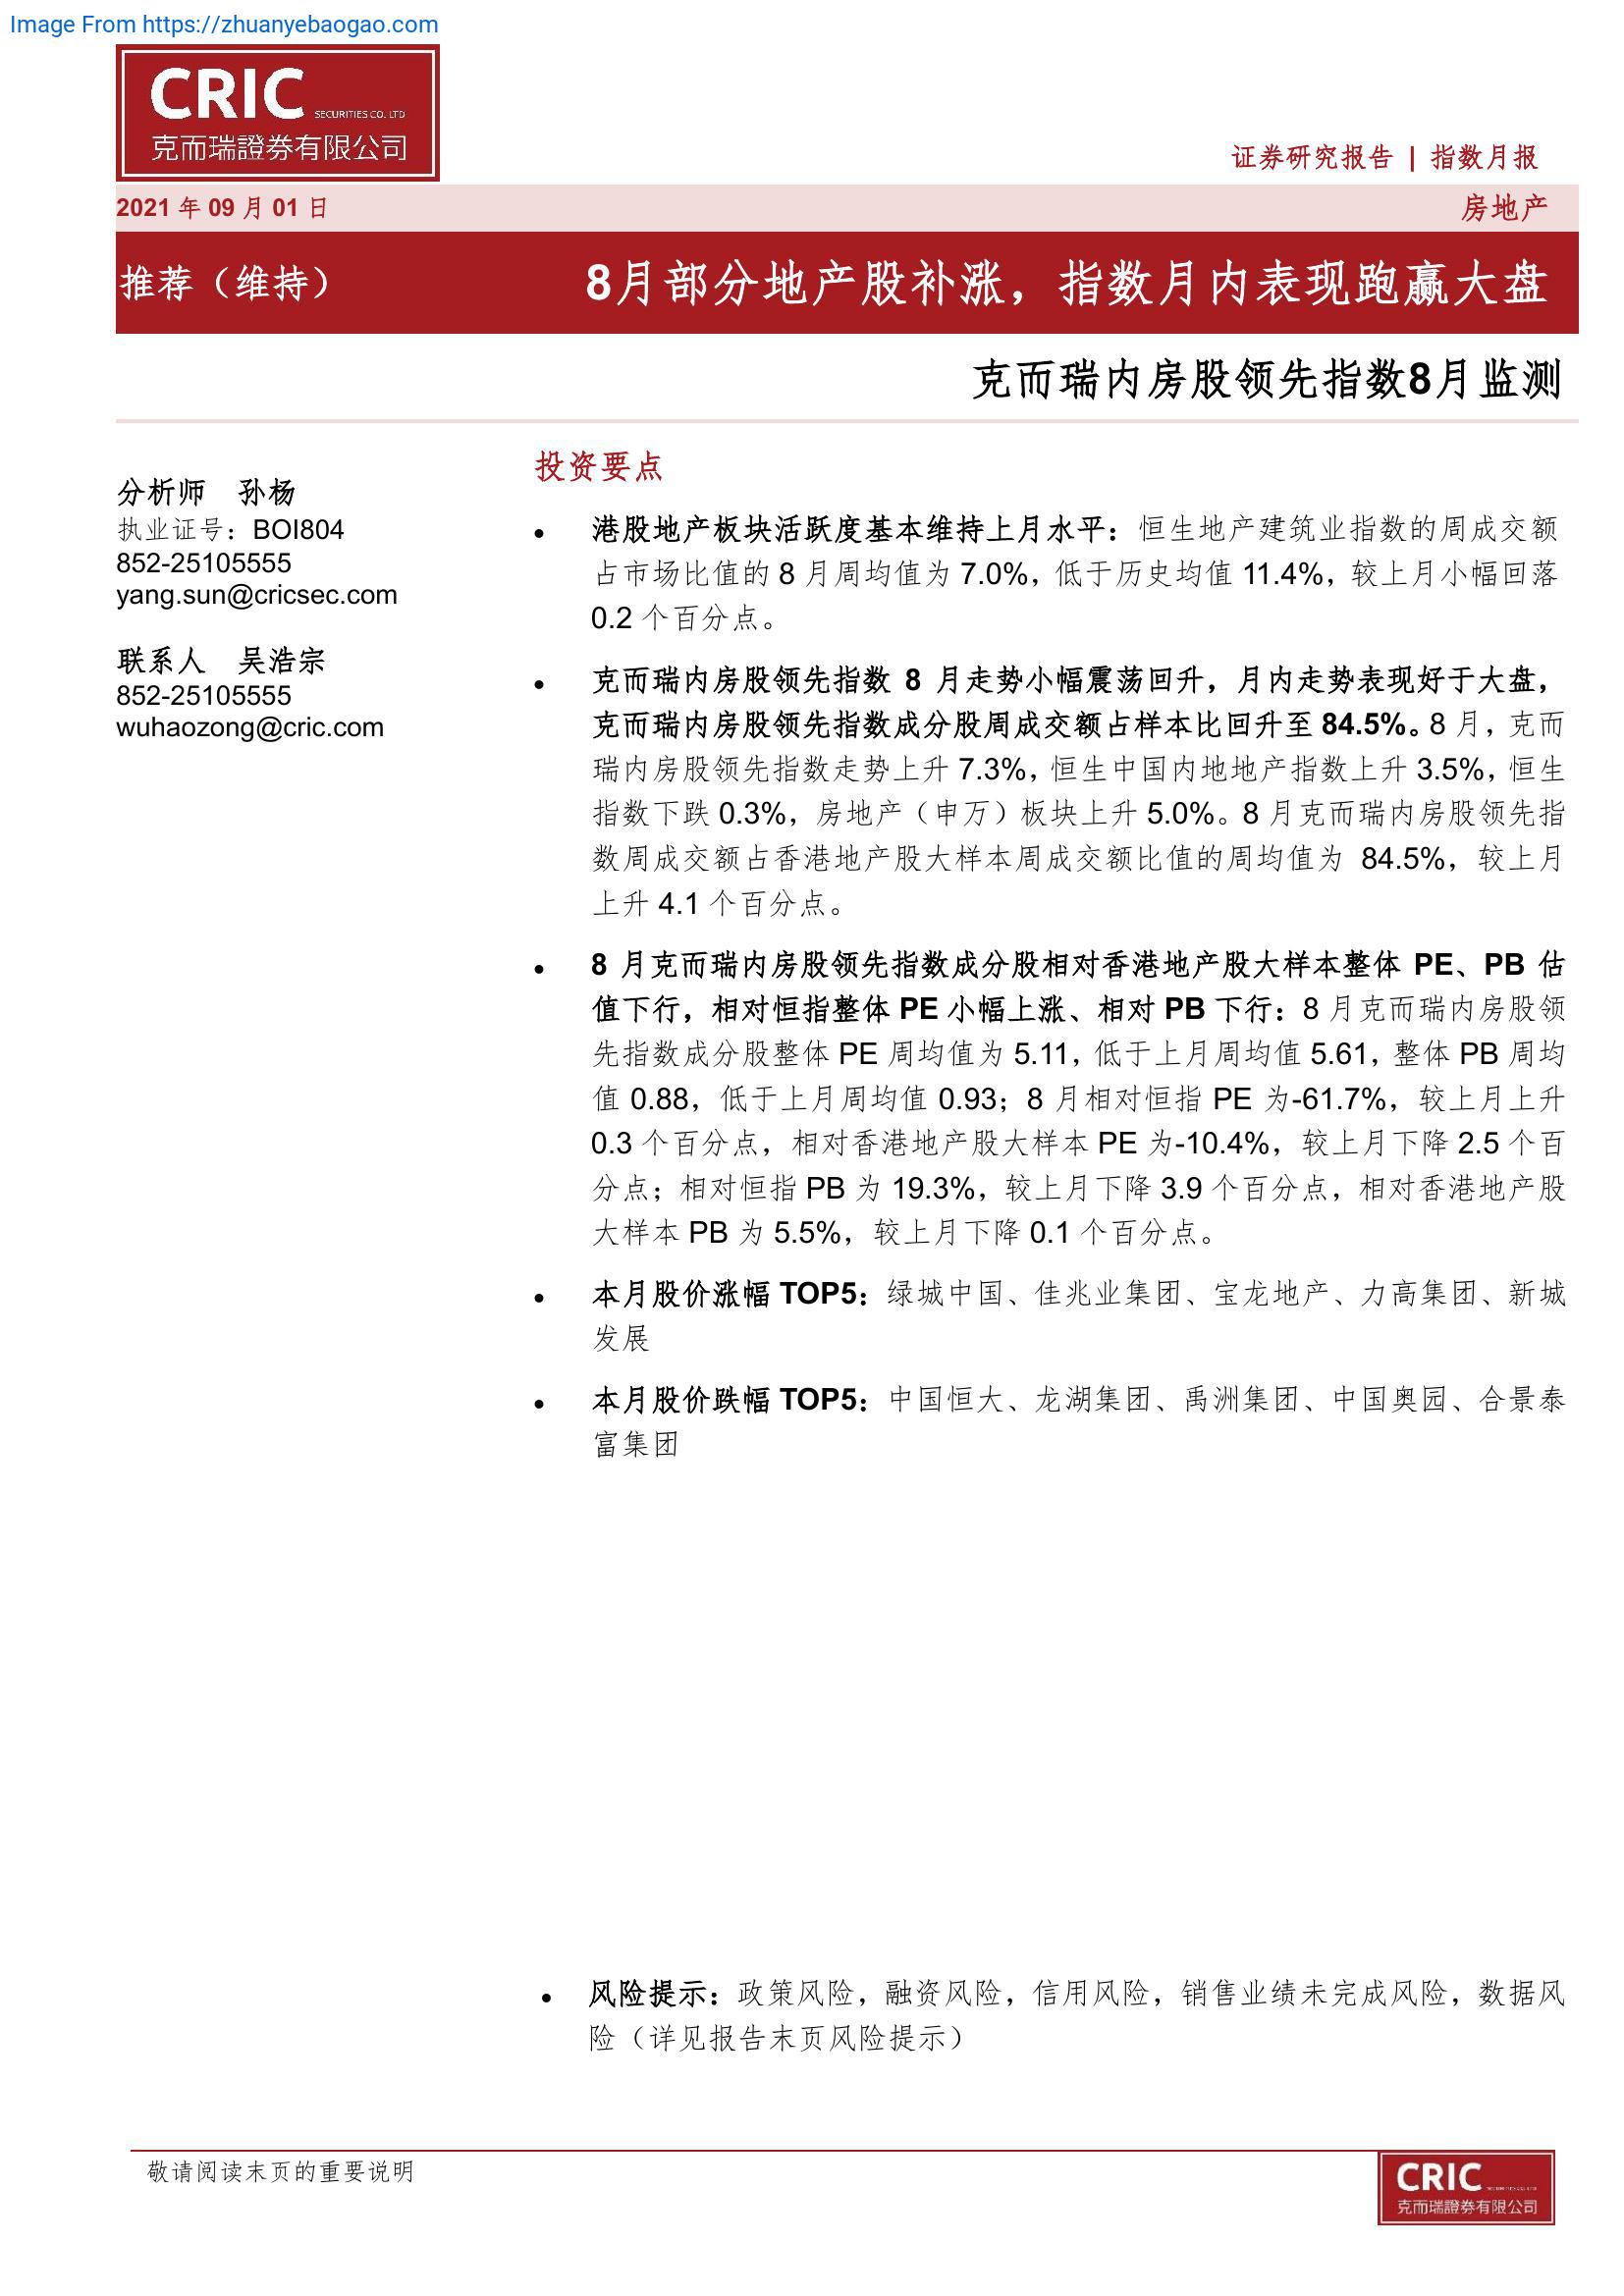 Image From https://zhuanyebaogao.com
CRIC SECURITIES CO. LTD
克而瑞證券有限公司
证券研究报告 | 指数月报
2021 年 09 月 01 日
房地产
推荐（维持）
8月部分地产股补涨，指数月内表现跑赢大盘
克而瑞内房股领先指数8月监测
分析师 孙杨
执业证号：BOI804
852-25105555
yang.sun@cricsec.com
联系人 吴浩宗
852-25105555
wuhaozong@cric.com
投资要点
● 港股地产板块活跃度基本维持上月水平：恒生地产建筑业指数的周成交额
占市场比值的 8 月周均值为 7.0%，低于历史均值 11.4%，较上月小幅回落
0.2 个百分点。
● 克而瑞内房股领先指数 8 月走势小幅震荡回升，月内走势表现好于大盘，
克而瑞内房股领先指数成分股周成交额占样本比回升至 84.5%。8 月，克而
瑞内房股领先指数走势上升 7.3%，恒生中国内地地产指数上升 3.5%，恒生
指数下跌 0.3%，房地产（申万）板块上升 5.0%。8 月克而瑞内房股领先指
数周成交额占香港地产股大样本周成交额比值的周均值为 84.5%，较上月
上升 4.1 个百分点。
● 8 月克而瑞内房股领先指数成分股相对香港地产股大样本整体 PE、PB 估
值下行，相对恒指整体 PE 小幅上涨、相对 PB 下行：8 月克而瑞内房股领
先指数成分股整体 PE 周均值为 5.11，低于上月周均值 5.61，整体 PB 周均
值 0.88，低于上月周均值 0.93；8 月相对恒指 PE 为-61.7%，较上月上升
0.3 个百分点，相对香港地产股大样本 PE 为-10.4%，较上月下降 2.5 个百
分点；相对恒指 PB 为 19.3%，较上月下降 3.9 个百分点，相对香港地产股
大样本 PB 为 5.5%，较上月下降 0.1 个百分点。
● 本月股价涨幅 TOP5：绿城中国、佳兆业集团、宝龙地产、力高集团、新城
发展
● 本月股价跌幅 TOP5：中国恒大、龙湖集团、禹洲集团、中国奥园、合景泰
富集团
● 风险提示：政策风险，融资风险，信用风险，销售业绩未完成风险，数据风
险（详见报告末页风险提示）
敬请阅读末页的重要说明
CRIC
克而瑞證券有限公司